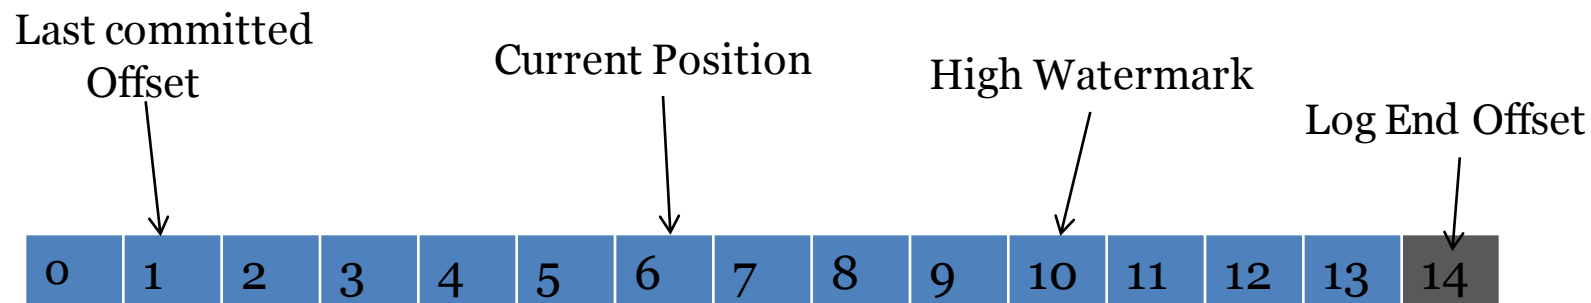 Last committed
Offset
Current Position
High Watermark
Log End Offset
0 1 2 3 4 5 6 7 8 9 10 11 12 13 14